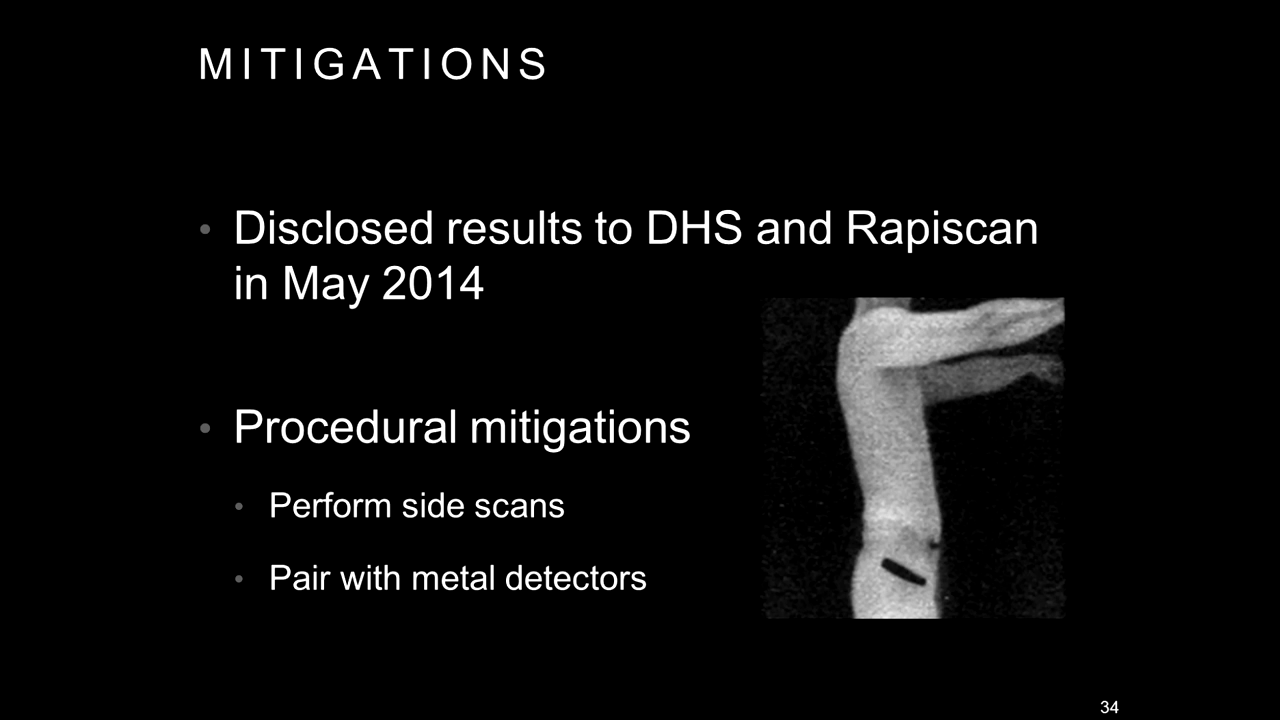 MITIGATIONS
• Disclosed results to DHS and Rapiscan
in May 2014
• Procedural mitigations
• Perform side scans
• Pair with metal detectors
34